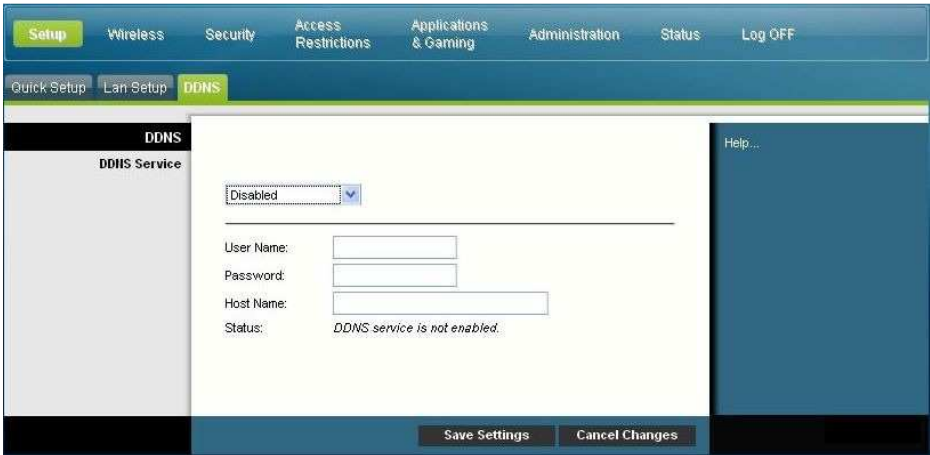 Setup Wireless Security Access Restrictions Applications & Gaming Administration Status Log OFF
Quick Setup Lan Setup DDNS
DDNS
Help...
DDNS Service
Disabled
User Name:
Password:
Host Name:
Status: DDNS service is not enabled.
Save Settings Cancel Changes